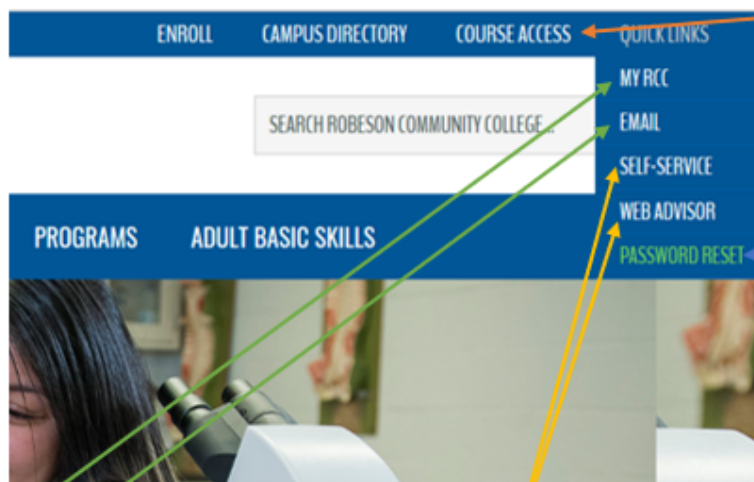 ENROLL CAMPUS DIRECTORY COURSE ACCESS QUICK LINKS
MY RCC
SEARCH ROBESON COMMUNITY COLLEGE...
EMAIL
SELF-SERVICE
WEB ADVISOR
PROGRAMS ADULT BASIC SKILLS
PASSWORD RESET